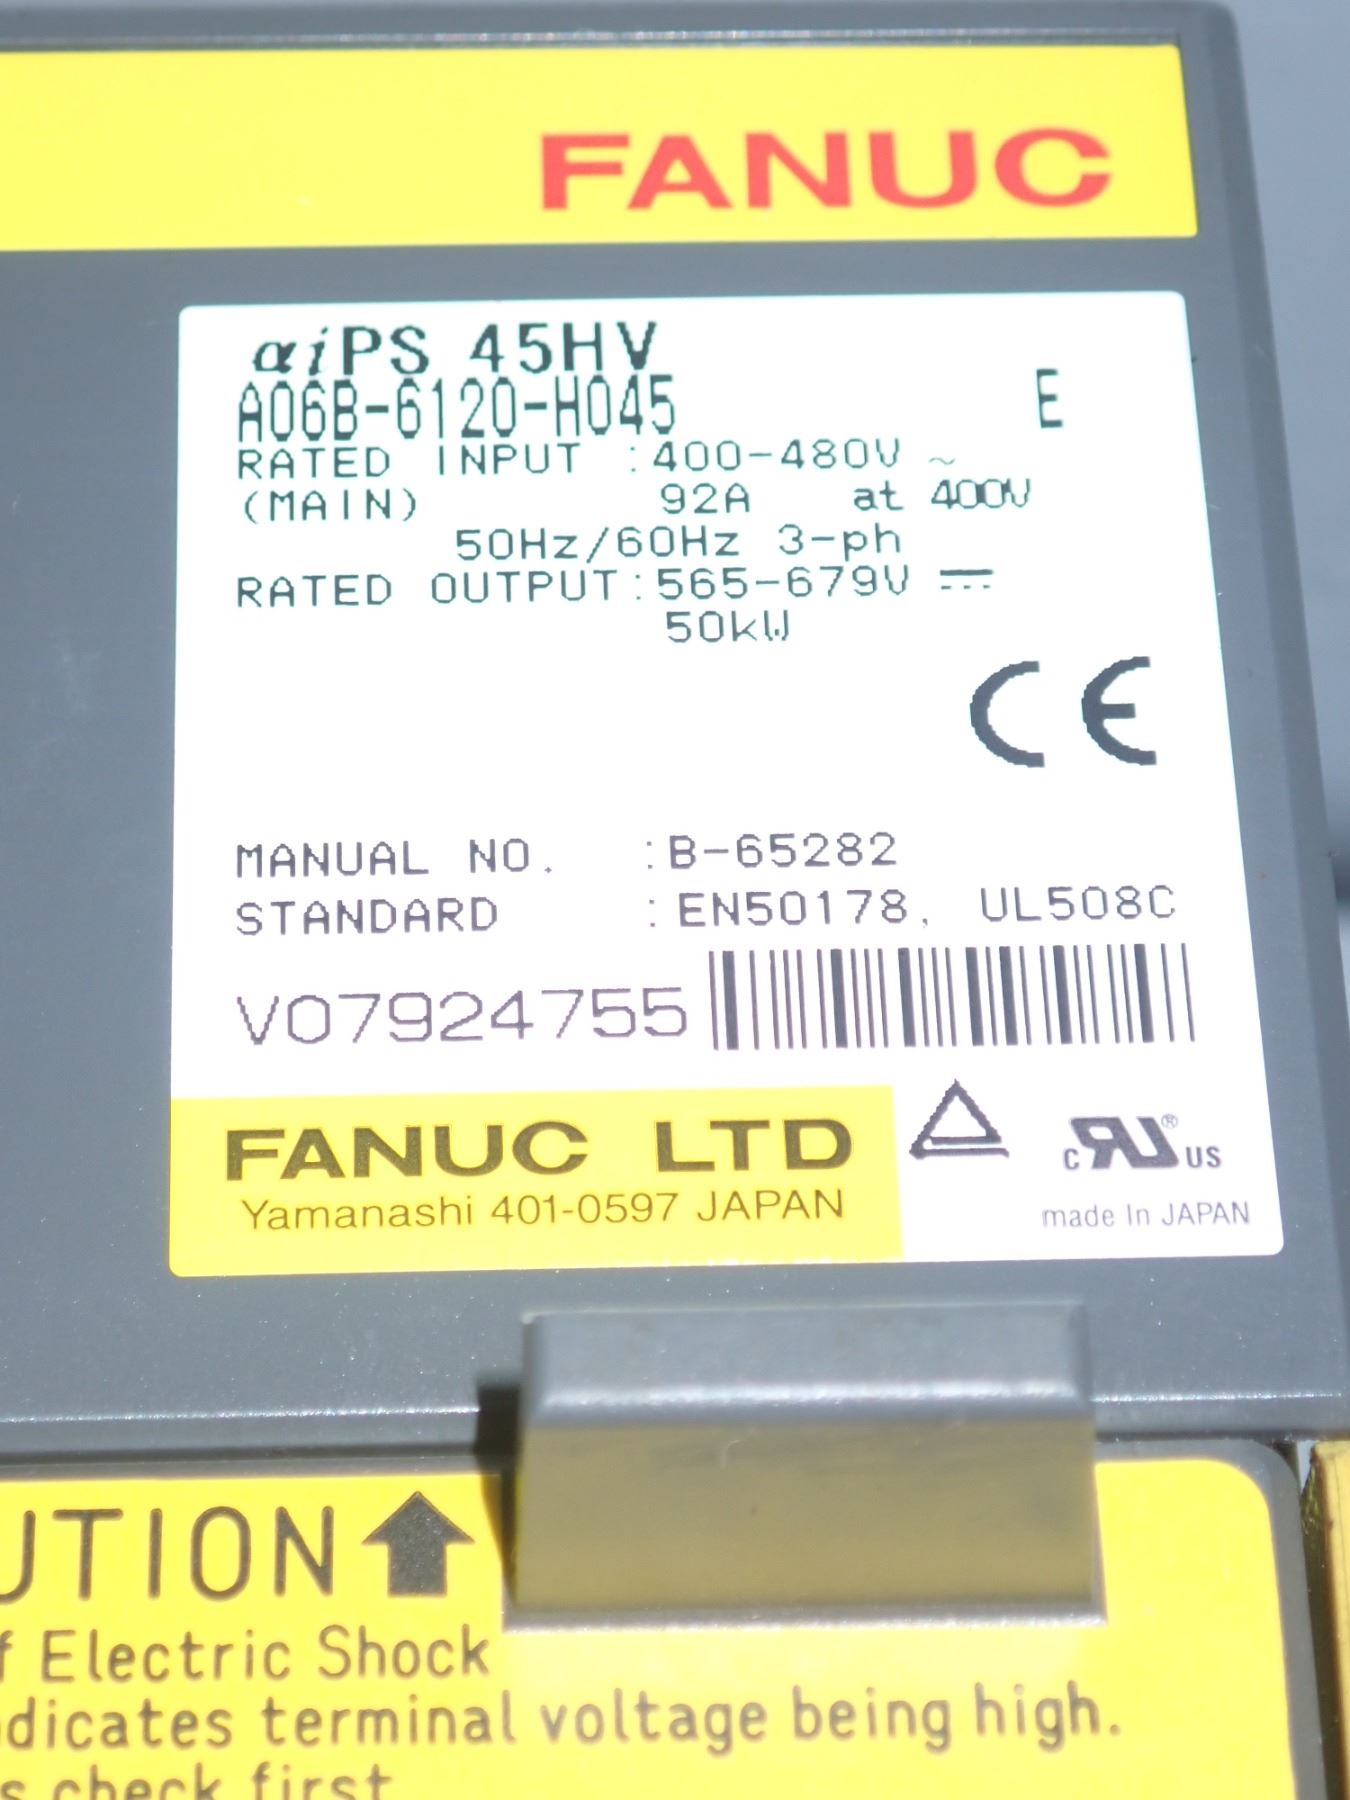 FANUC
αiPS 45HV
A06B-6120-H045 E
RATED INPUT :400-480V ~
(MAIN) 92A at 400V
50Hz/60Hz 3-ph
RATED OUTPUT:565-679V ⎓
50kW
CE
MANUAL NO. :B-65282
STANDARD :EN50178, UL508C
V07924755
FANUC LTD
Yamanashi 401-0597 JAPAN
c RU ® US
made In JAPAN
UTION
f Electric Shock
dicates terminal voltage being high.
s check first